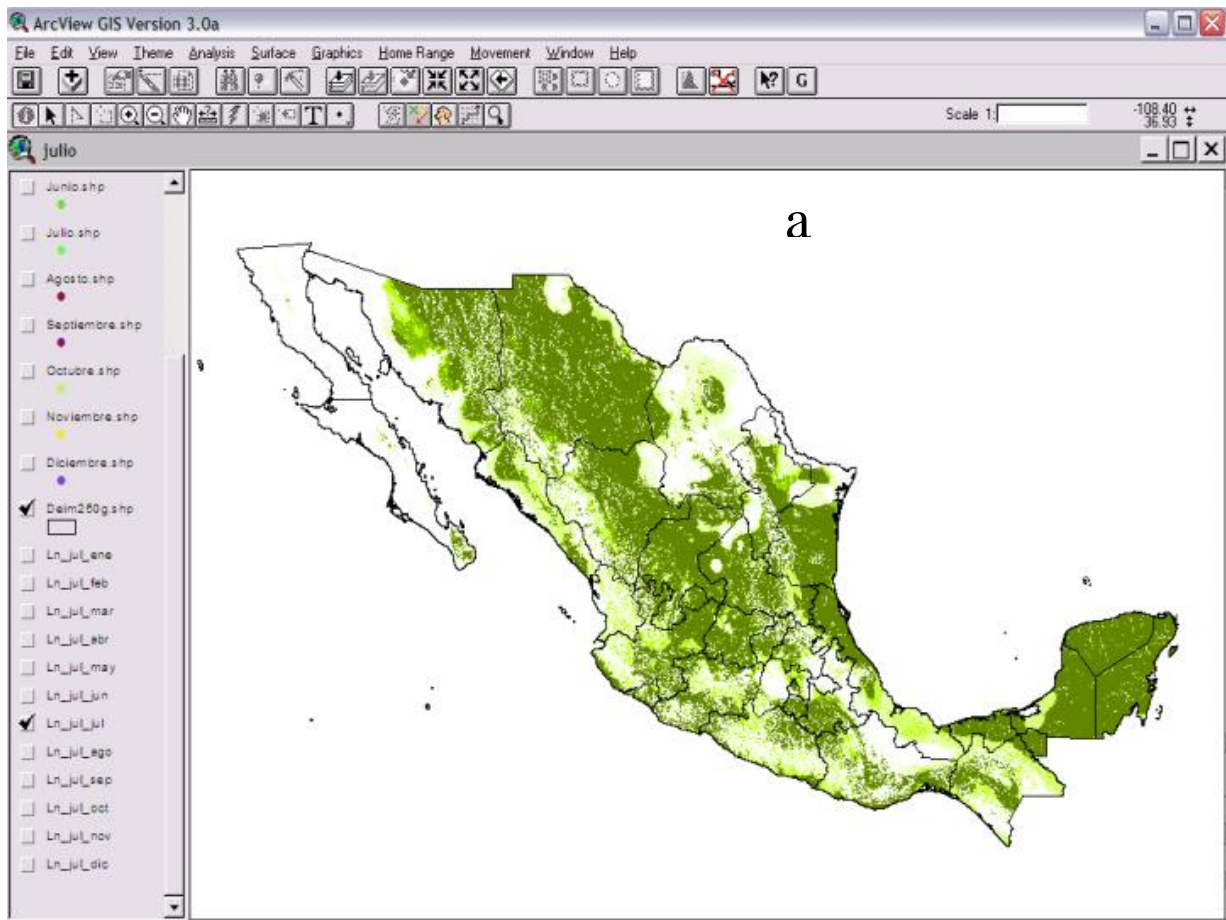 ArcView GIS Version 3.0a
File Edit View Theme Analysis Surface Graphics Home Range Movement Window Help
G
T
Scale 1:
-108.40
36.93
julio
a
Junio.shp
Julio.shp
Agosto.shp
Septiembre.shp
Octubre.shp
Noviembre.shp
Diciembre.shp
Deim250g.shp
Ln_jul_ene
Ln_jul_feb
Ln_jul_mar
Ln_jul_abr
Ln_jul_may
Ln_jul_jun
Ln_jul_jul
Ln_jul_ago
Ln_jul_sep
Ln_jul_oct
Ln_jul_nov
Ln_jul_dic